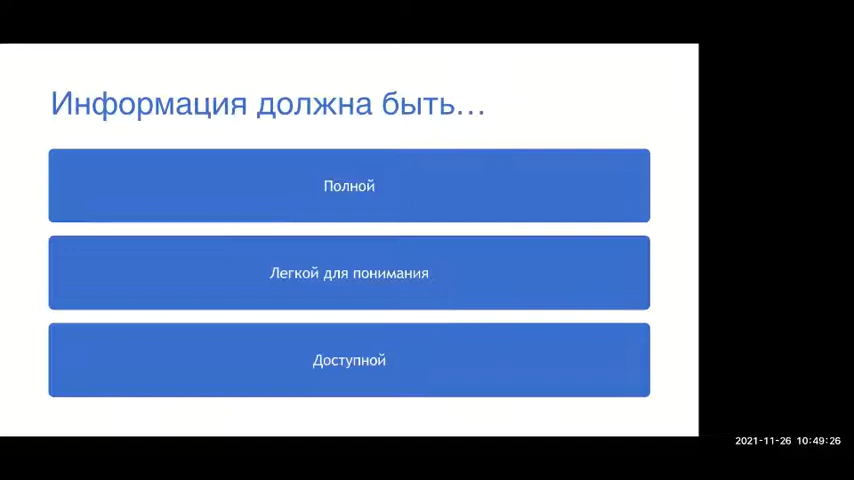 Информация должна быть…
Полной
Легкой для понимания
Доступной
2021-11-26 10:49:26